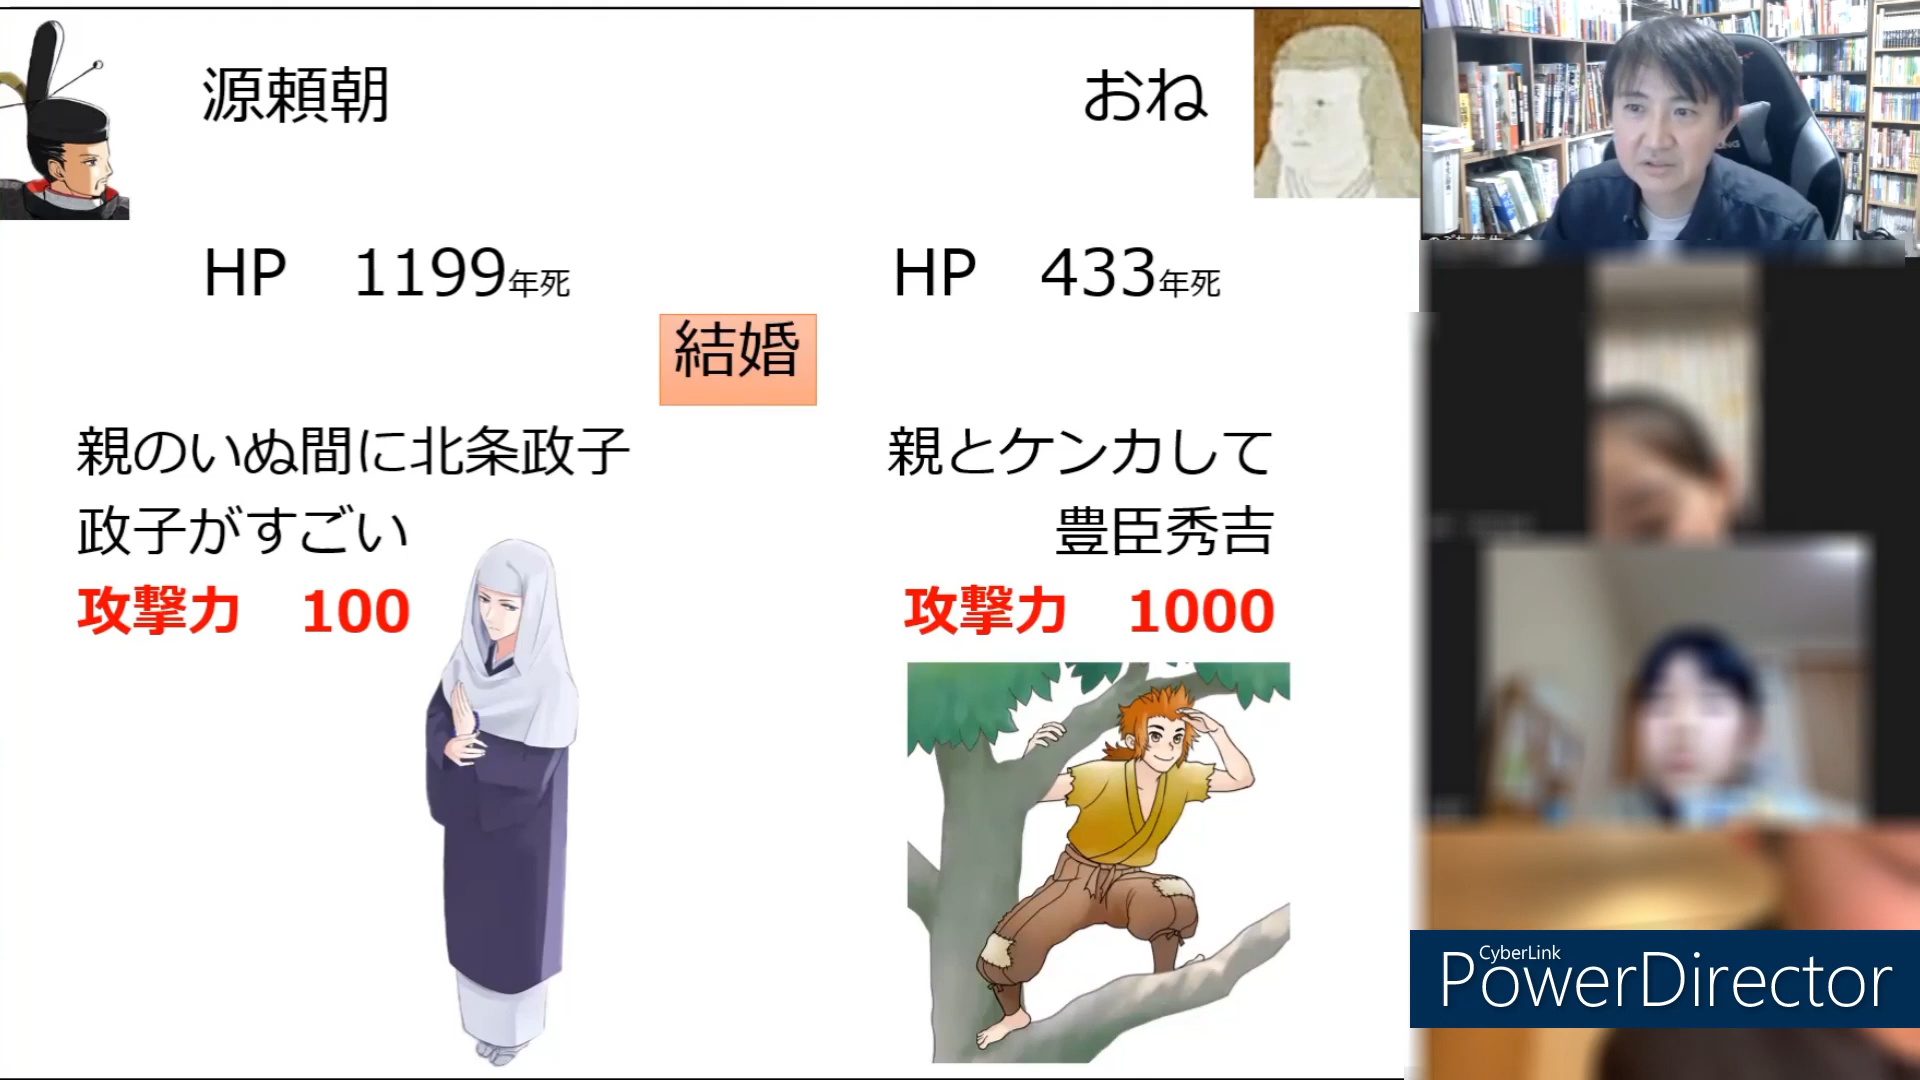 源頼朝
おね
HP 1199年死
HP 433年死
結婚
親のいぬ間に北条政子
政子がすごい
攻撃力 100
親とケンカして
豊臣秀吉
攻撃力 1000
CyberLink
PowerDirector